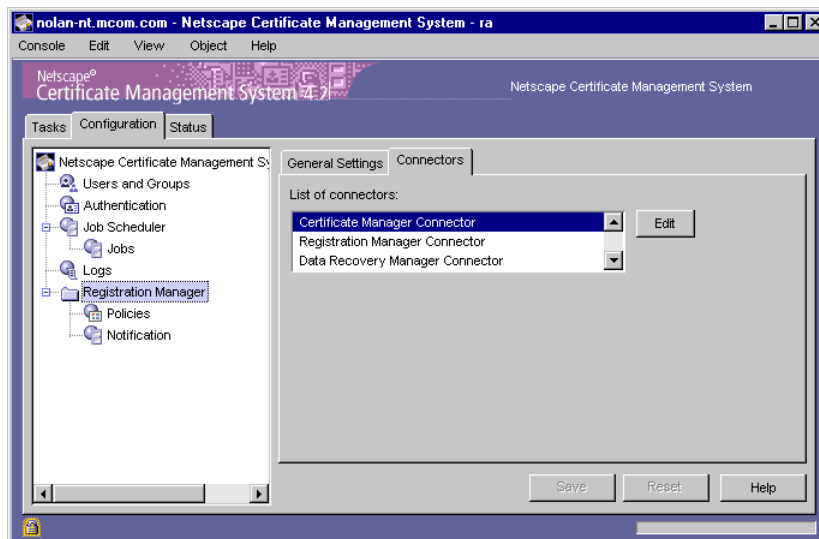 nolan-nt.mcom.com - Netscape Certificate Management System - ra
Console Edit View Object Help
Netscape®
Certificate Management System 4.2
Netscape Certificate Management System
Tasks Configuration Status
Netscape Certificate Management Sy
Users and Groups
Authentication
Job Scheduler
Jobs
Logs
Registration Manager
Policies
Notification
General Settings Connectors
List of connectors:
Certificate Manager Connector
Registration Manager Connector
Data Recovery Manager Connector
Edit
Save Reset Help